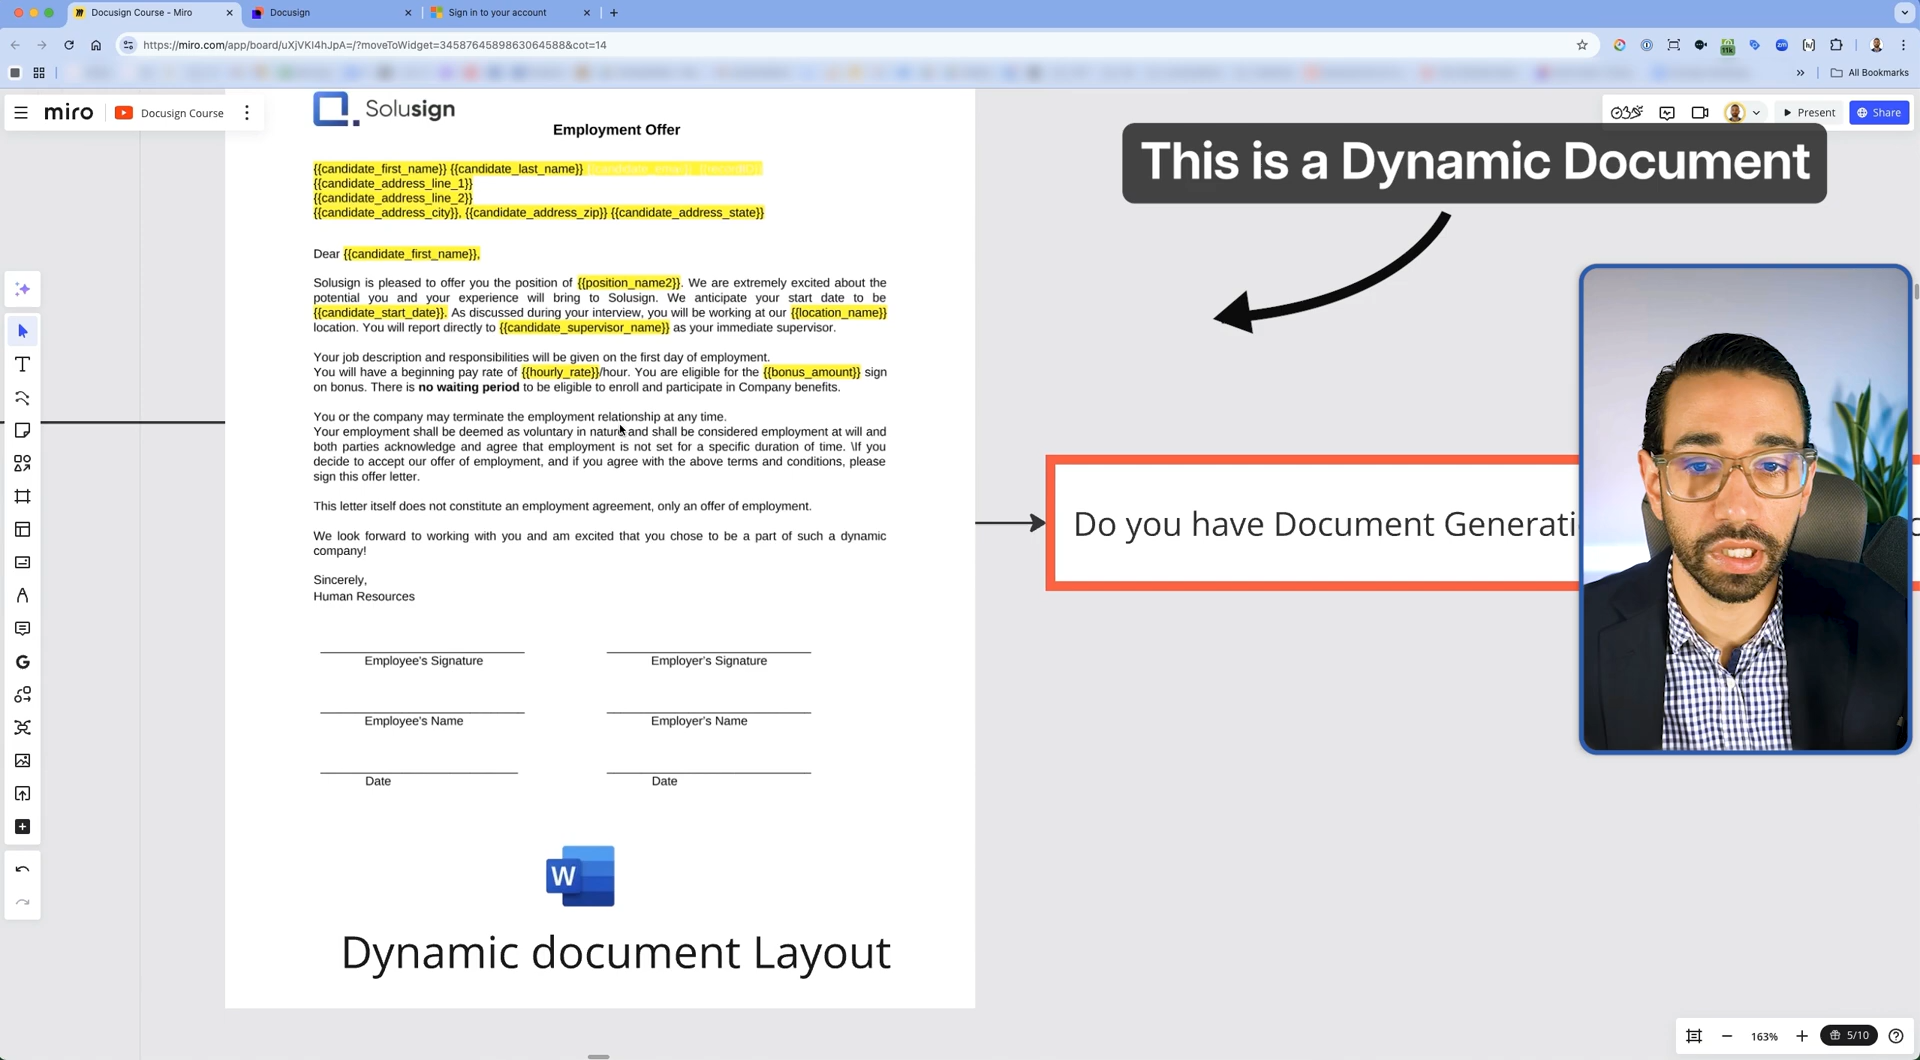 Docusign Course - Miro
Docusign
Sign in to your account
https://miro.com/app/board/uXjVKI4hJpA=/?moveToWidget=3458764589863064588&cot=14
11k
zm
All Bookmarks
miro
Docusign Course
Present
Share
This is a Dynamic Document
Solusign
Employment Offer
{{candidate_first_name}} {{candidate_last_name}}
{{candidate_address_line_1}}
{{candidate_address_line_2}}
{{candidate_address_city}}, {{candidate_address_zip}} {{candidate_address_state}}
Dear {{candidate_first_name}},
Solusign is pleased to offer you the position of {{position_name2}}. We are extremely excited about the
potential you and your experience will bring to Solusign. We anticipate your start date to be
{{candidate_start_date}}. As discussed during your interview, you will be working at our {{location_name}}
location. You will report directly to {{candidate_supervisor_name}} as your immediate supervisor.
Your job description and responsibilities will be given on the first day of employment.
You will have a beginning pay rate of {{hourly_rate}}/hour. You are eligible for the {{bonus_amount}} sign
on bonus. There is no waiting period to be eligible to enroll and participate in Company benefits.
You or the company may terminate the employment relationship at any time.
Your employment shall be deemed as voluntary in nature and shall be considered employment at will and
both parties acknowledge and agree that employment is not set for a specific duration of time. \If you
decide to accept our offer of employment, and if you agree with the above terms and conditions, please
sign this offer letter.
This letter itself does not constitute an employment agreement, only an offer of employment.
We look forward to working with you and am excited that you chose to be a part of such a dynamic
company!
Sincerely,
Human Resources
Employee's Signature
Employer's Signature
Employee's Name
Employer's Name
Date
Date
W
Dynamic document Layout
Do you have Document Generati
163%
5/10